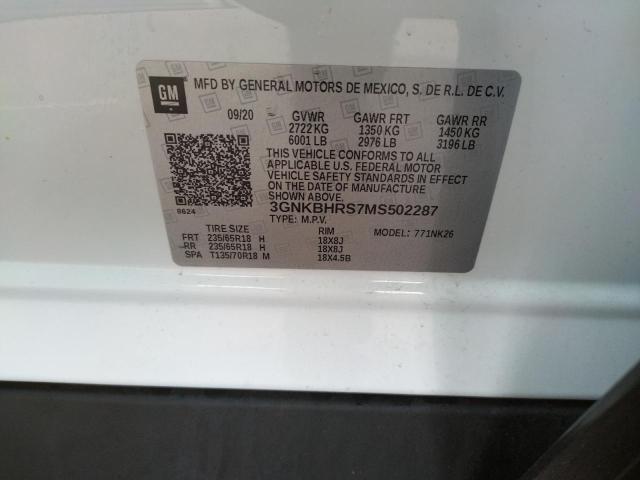 GM MFD BY GENERAL MOTORS DE MEXICO, S. DE R.L. DE C.V.
09/20 GVWR GAWR FRT GAWR RR
2722 KG 1350 KG 1450 KG
6001 LB 2976 LB 3196 LB
THIS VEHICLE CONFORMS TO ALL
APPLICABLE U.S. FEDERAL MOTOR
VEHICLE SAFETY STANDARDS IN
EFFECT ON THE DATE OF MANUFACTURE
SHOWN ABOVE.
3GNKBHRS7MS502287
8624 TYPE: M.P.V.
TIRE SIZE RIM MODEL: 771NK26
FRT 235/65R18 H 18X8J
RR 235/65R18 H 18X8J
SPA T135/70R18 M 18X4.5B